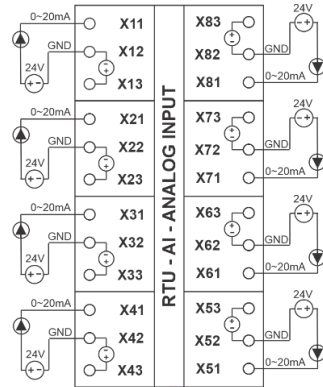 0~20mA X11
GND X12
24V X13
0~20mA X21
GND X22
24V X23
0~20mA X31
GND X32
24V X33
0~20mA X41
GND X42
24V X43
RTU - AI - ANALOG INPUT
X83 24V
X82 GND
X81 0~20mA
X73 24V
X72 GND
X71 0~20mA
X63 24V
X62 GND
X61 0~20mA
X53 24V
X52 GND
X51 0~20mA